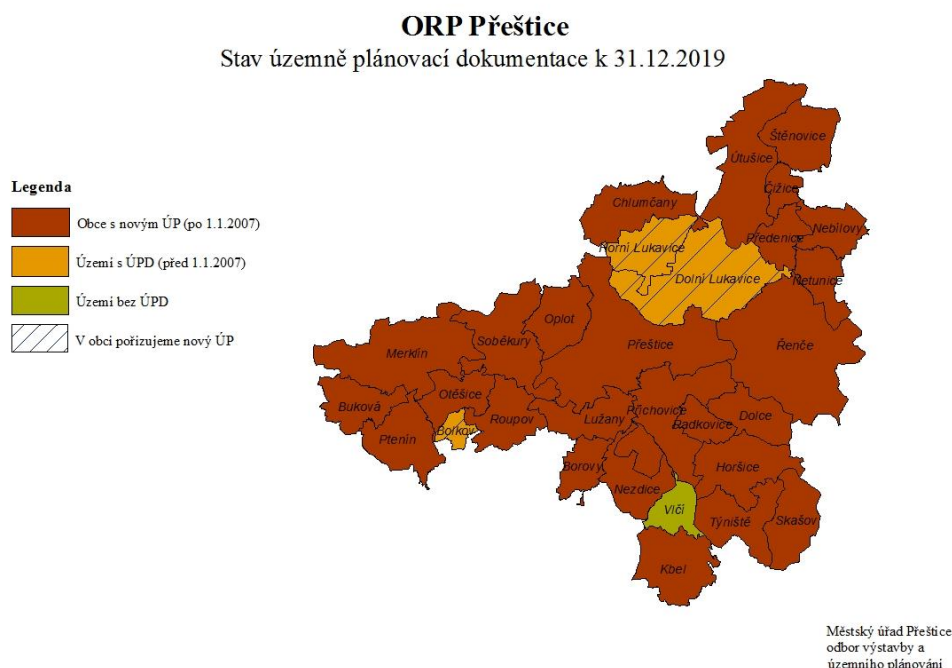 ORP Přeštice
Stav územně plánovací dokumentace k 31.12.2019
Legenda
Obce s novým ÚP (po 1.1.2007)
Území s ÚPD (před 1.1.2007)
Území bez ÚPD
V obci pořizujeme nový ÚP
Štěnovice
Útušice
Čižice
Chlumčany
Nebílovy
Předenice
Horní Lukavice
Dolní Lukavice
Netunice
Oplot
Soběkury
Přeštice
Řenče
Merklín
Otěšice
Buková
Roupov
Lužany
Příchovice
Dolce
Radkovice
Ptenín
Borovy
Horšice
Nezdice
Vlčí
Týniště
Skašov
Kbel
Městský úřad Přeštice
odbor výstavby a
územního plánování